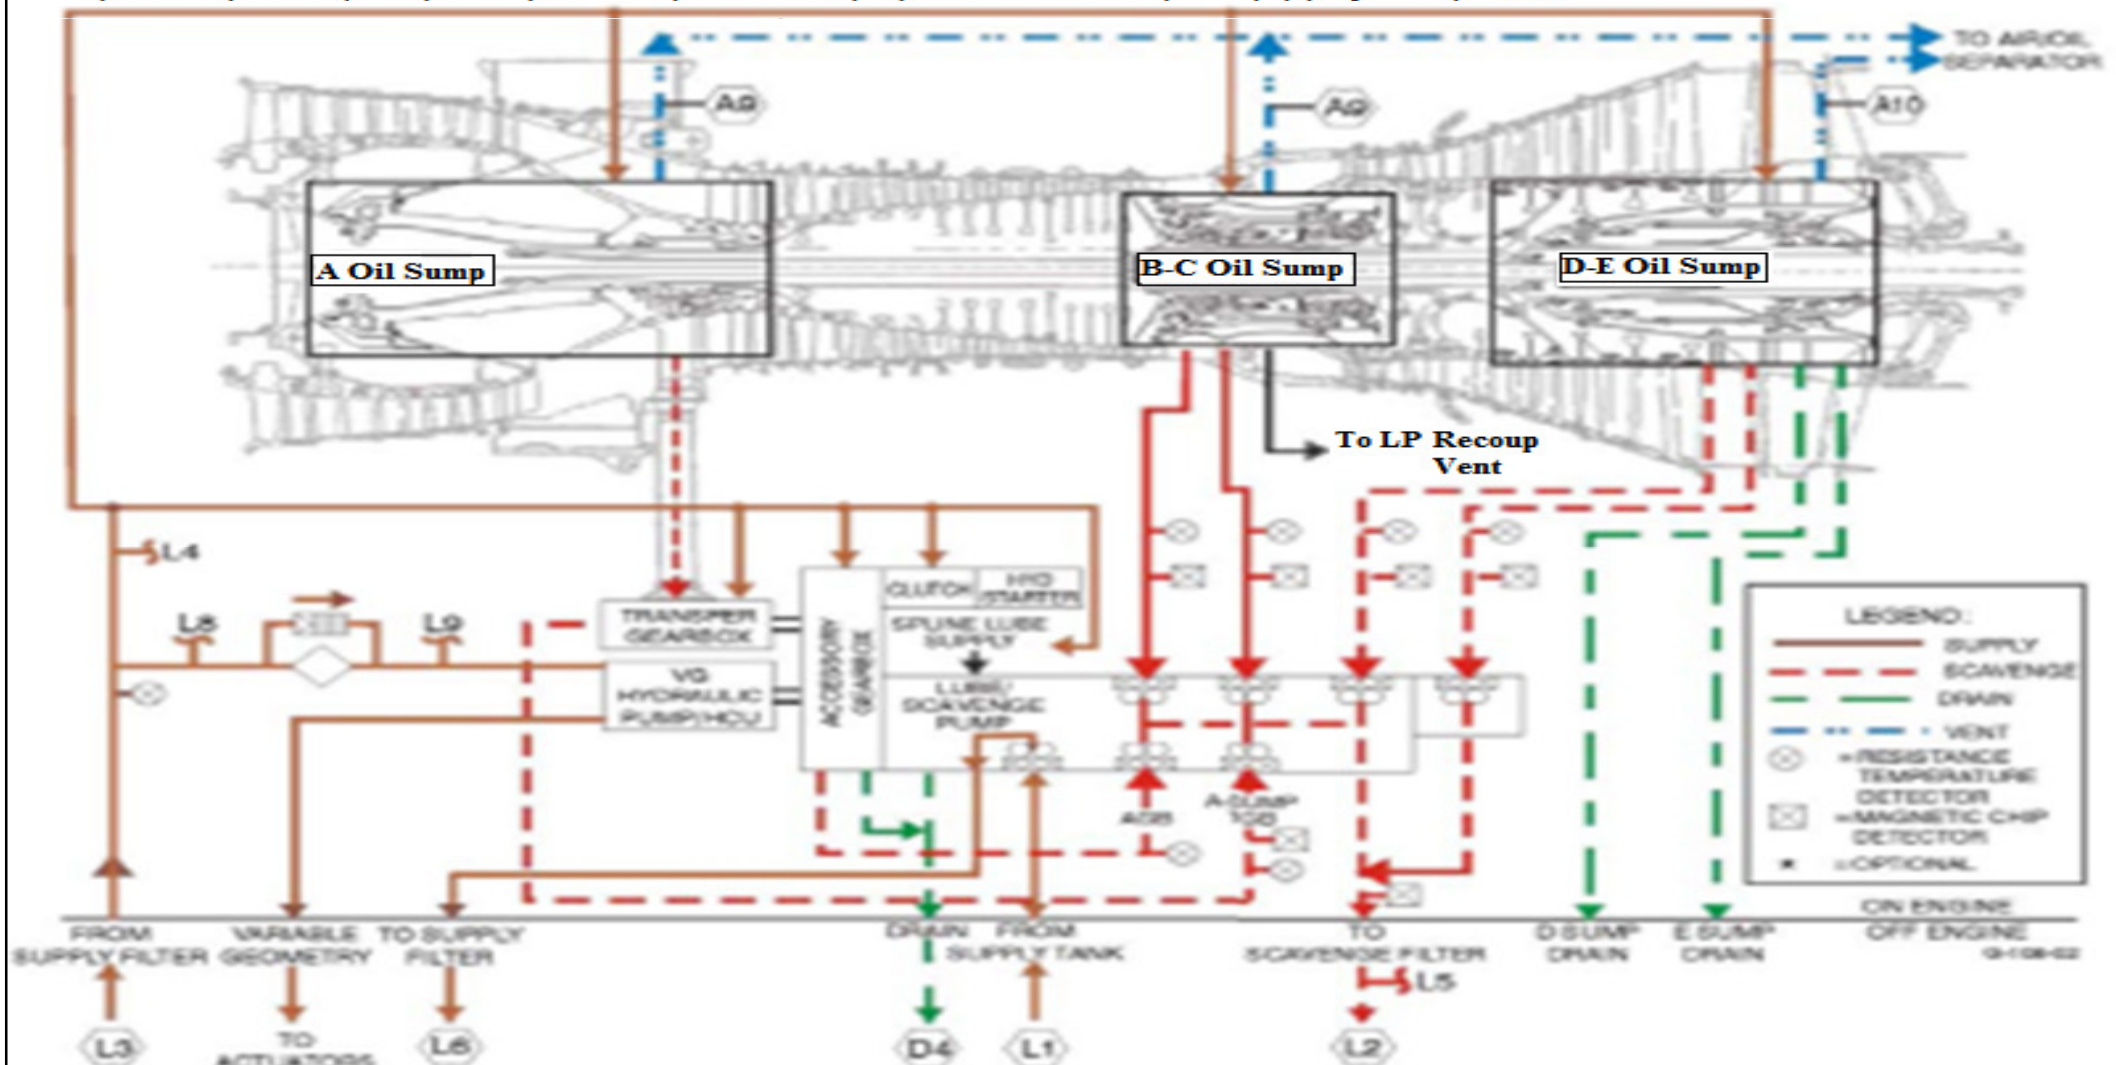 TO AIR/OIL
SEPARATOR
A9
A9
A10
A Oil Sump
B-C Oil Sump
D-E Oil Sump
To LP Recoup
Vent
L4
L8
L9
TRANSFER
GEARBOX
VG
HYDRAULIC
PUMP/HCU
ACCESSORY
GEARBOX
CLUTCH
HYD
STARTER
SPLINE LUBE
SUPPLY
LUBE/
SCAVENGE
PUMP
AGB
A-SUMP
TGB
LEGEND:
SUPPLY
SCAVENGE
DRAIN
VENT
=RESISTANCE
TEMPERATURE
DETECTOR
=MAGNETIC CHIP
DETECTOR
* =OPTIONAL
ON ENGINE
OFF ENGINE
FROM
SUPPLY FILTER
VARIABLE
GEOMETRY
TO SUPPLY
FILTER
DRAIN
FROM
SUPPLY TANK
TO
SCAVENGE FILTER
D SUMP
DRAIN
E SUMP
DRAIN
L5
L3
TO
ACTUATORS
L6
D4
L1
L2